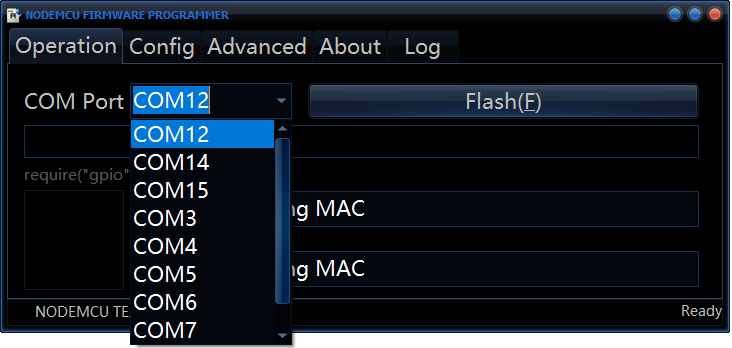 NODEMCU FIRMWARE PROGRAMMER
Operation Config Advanced About Log
COM Port COM12 Flash(F)
COM12
COM14
COM15
COM3
COM4
COM5
COM6
COM7
require("gpio"
ng MAC
ng MAC
NODEMCU TE
Ready